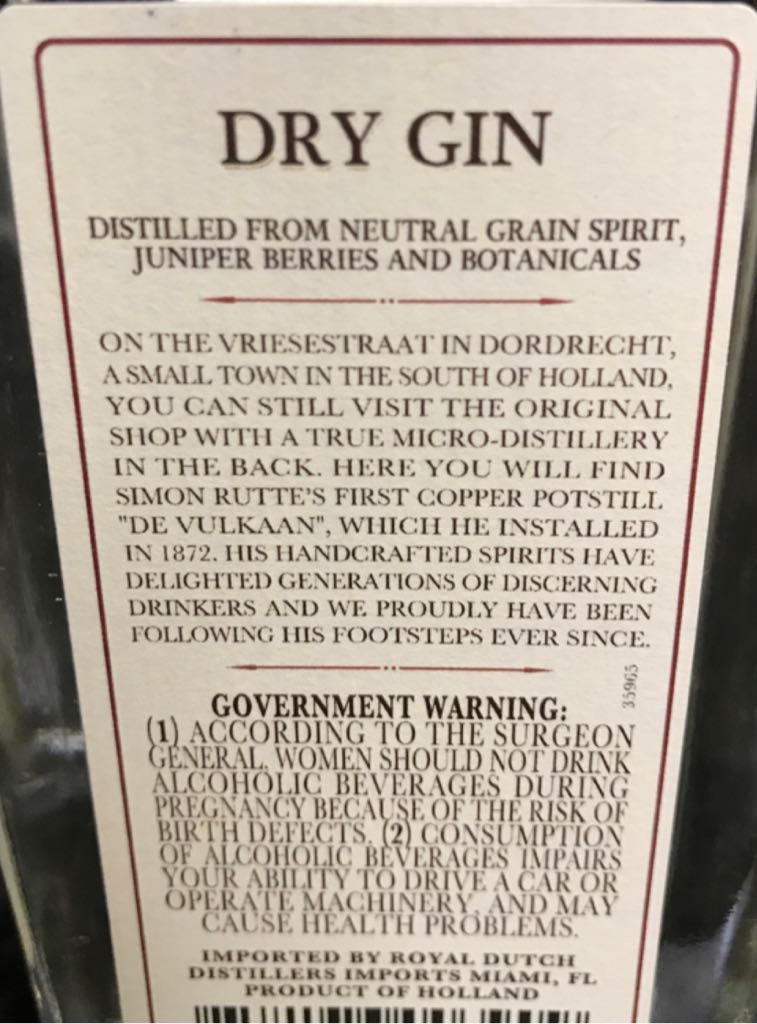 DRY GIN
DISTILLED FROM NEUTRAL GRAIN SPIRIT,
JUNIPER BERRIES AND BOTANICALS
ON THE VRIESESTRAAT IN DORDRECHT,
A SMALL TOWN IN THE SOUTH OF HOLLAND,
YOU CAN STILL VISIT THE ORIGINAL
SHOP WITH A TRUE MICRO-DISTILLERY
IN THE BACK. HERE YOU WILL FIND
SIMON RUTTE'S FIRST COPPER POTSTILL
"DE VULKAAN", WHICH HE INSTALLED
IN 1872. HIS HANDCRAFTED SPIRITS HAVE
DELIGHTED GENERATIONS OF DISCERNING
DRINKERS AND WE PROUDLY HAVE BEEN
FOLLOWING HIS FOOTSTEPS EVER SINCE.
35965
GOVERNMENT WARNING:
(1) ACCORDING TO THE SURGEON
GENERAL, WOMEN SHOULD NOT DRINK
ALCOHOLIC BEVERAGES DURING
PREGNANCY BECAUSE OF THE RISK OF
BIRTH DEFECTS. (2) CONSUMPTION
OF ALCOHOLIC BEVERAGES IMPAIRS
YOUR ABILITY TO DRIVE A CAR OR
OPERATE MACHINERY, AND MAY
CAUSE HEALTH PROBLEMS.
IMPORTED BY ROYAL DUTCH
DISTILLERS IMPORTS MIAMI, FL
PRODUCT OF HOLLAND